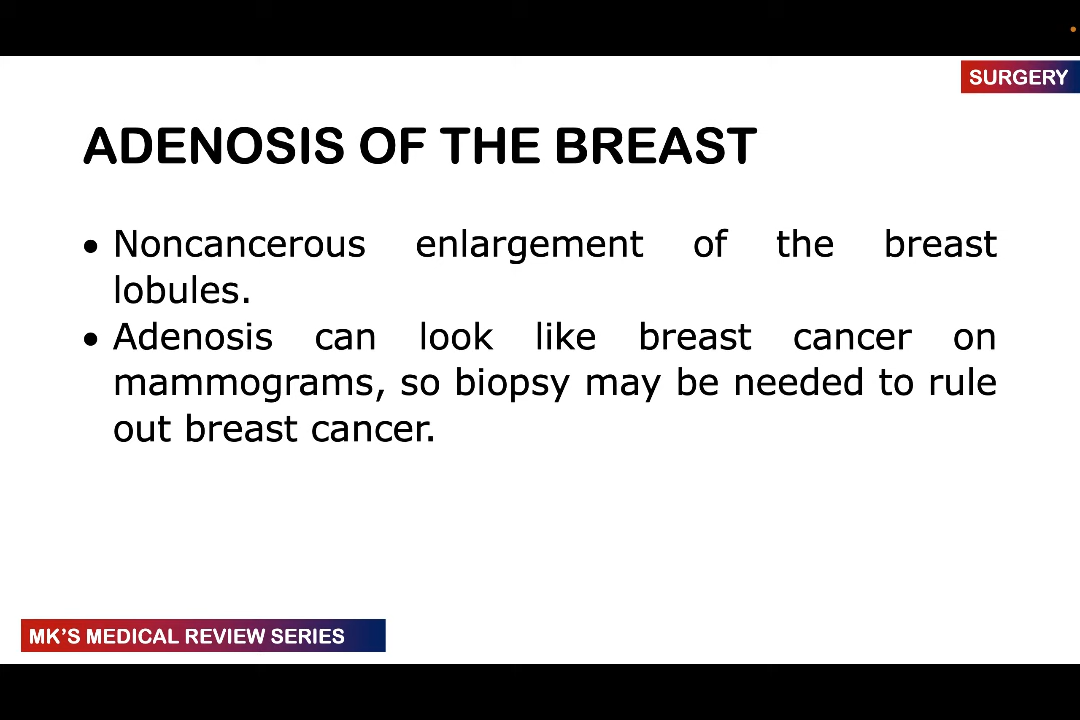 SURGERY
ADENOSIS OF THE BREAST
• Noncancerous enlargement of the breast
lobules.
• Adenosis can look like breast cancer on
mammograms, so biopsy may be needed to rule
out breast cancer.
MK’S MEDICAL REVIEW SERIES